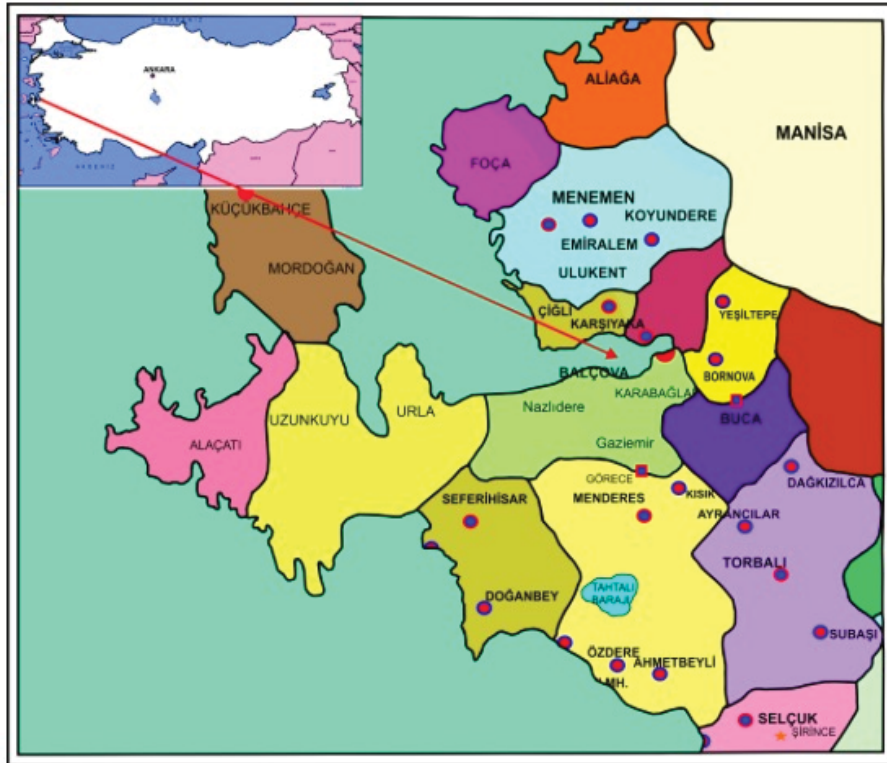 ANKARA
AKDENİZ
ALİAĞA
MANİSA
FOÇA
KÜÇÜKBAHÇE
MENEMEN
KOYUNDERE
EMİRALEM
MORDOĞAN
ULUKENT
ÇİĞLİ
KARŞIYAKA
YEŞİLTEPE
BALÇOVA
BORNOVA
KARABAĞLAR
Nazlıdere
URLA
UZUNKUYU
BUCA
ALAÇATI
Gaziemir
GÖRECE
DAĞKIZILCA
SEFERİHİSAR
MENDERES
KISIK
AYRANCILAR
TORBALI
TAHTALI
BARAJI
DOĞANBEY
SUBAŞI
ÖZDERE
AHMETBEYLİ
MH.
SELÇUK
ŞİRİNCE